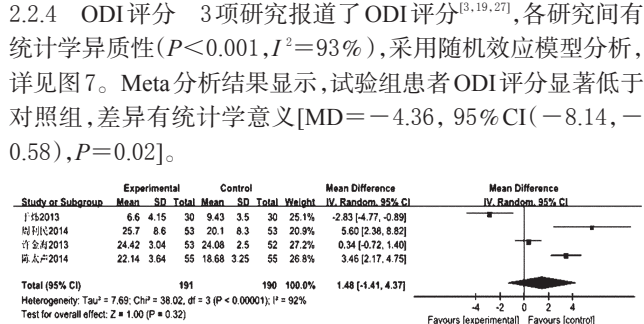 2.2.4 ODI评分 3项研究报道了ODI评分[3,19,27],各研究间有
统计学异质性(P<0.001,I²=93%),采用随机效应模型分析,
详见图7。Meta分析结果显示,试验组患者ODI评分显著低于
对照组,差异有统计学意义[MD=-4.36, 95%CI(-8.14,-
0.58),P=0.02]。
Experimental Control Mean Difference Mean Difference
Study or Subgroup Mean SD Total Mean SD Total Weight IV, Random, 95% CI IV, Random, 95% CI
于炜2013 6.6 4.15 30 9.43 3.5 30 25.1% -2.83 [-4.77, -0.89]
周利民2014 25.7 8.6 53 20.1 8.3 53 20.9% 5.60 [2.38, 8.82]
许金海2013 24.42 3.04 53 24.08 2.5 52 27.2% 0.34 [-0.72, 1.40]
陈太声2014 22.14 3.64 55 18.68 3.25 55 26.8% 3.46 [2.17, 4.75]
Total (95% CI) 191 190 100.0% 1.48 [-1.41, 4.37]
Heterogeneity: Tau² = 7.69; Chi² = 38.02, df = 3 (P < 0.00001); I² = 92%
Test for overall effect: Z = 1.00 (P = 0.32)
-4 -2 0 2 4
Favours [experimental] Favours [control]